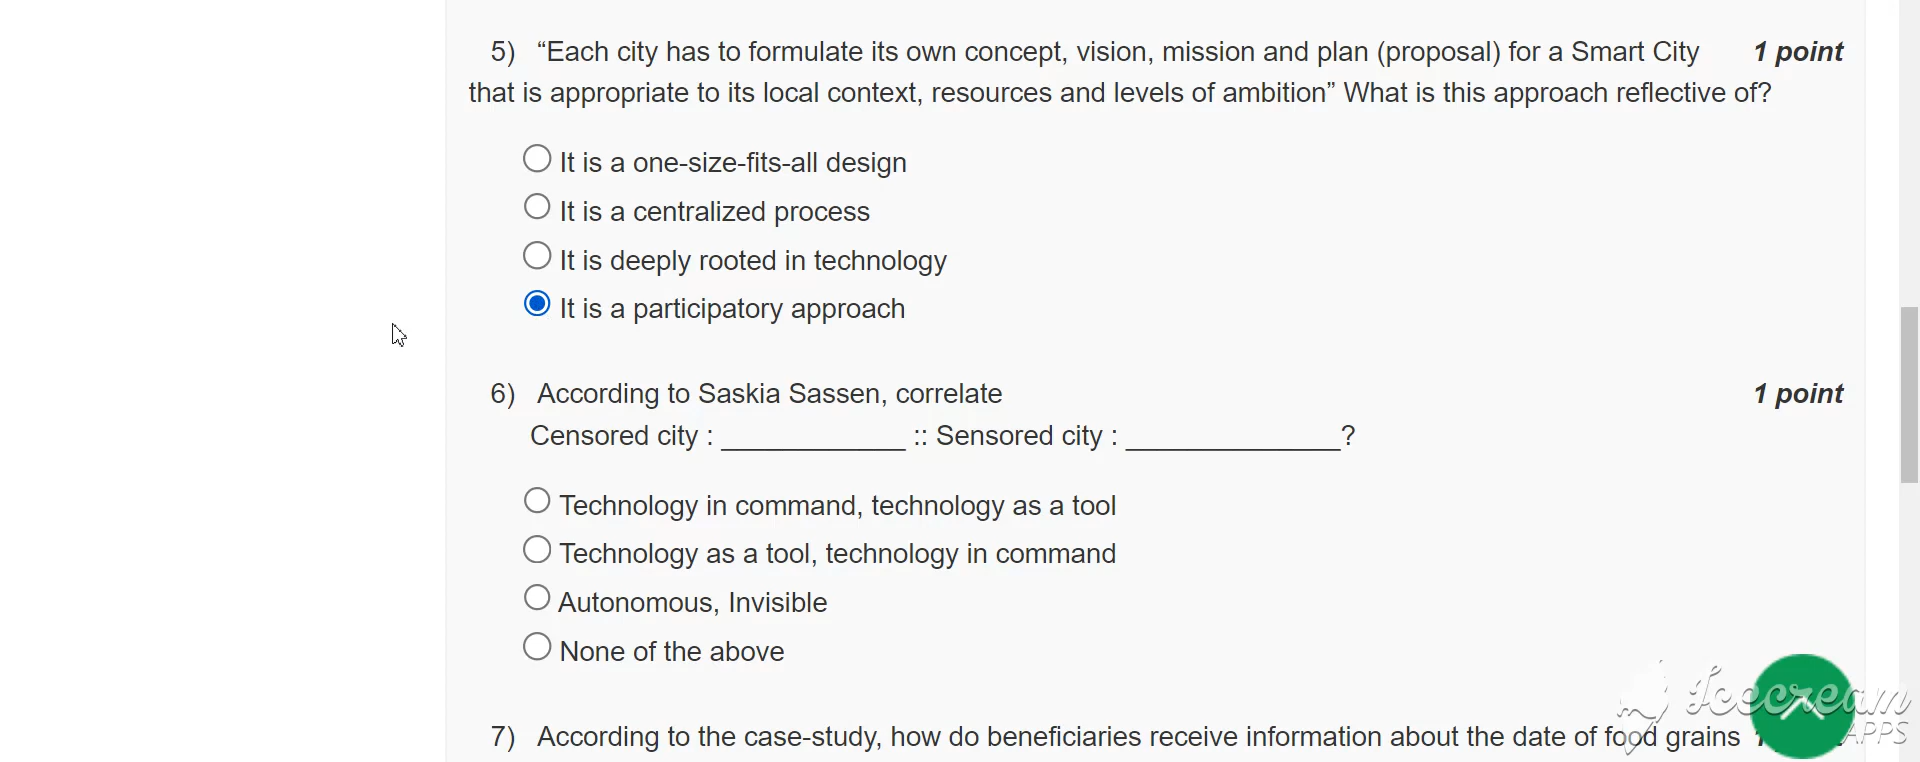 5) “Each city has to formulate its own concept, vision, mission and plan (proposal) for a Smart City 1 point
that is appropriate to its local context, resources and levels of ambition” What is this approach reflective of?
It is a one-size-fits-all design
It is a centralized process
It is deeply rooted in technology
It is a participatory approach
6) According to Saskia Sassen, correlate 1 point
Censored city : ____________ :: Sensored city : ______________?
Technology in command, technology as a tool
Technology as a tool, technology in command
Autonomous, Invisible
None of the above
7) According to the case-study, how do beneficiaries receive information about the date of food grains
Icecream
APPS